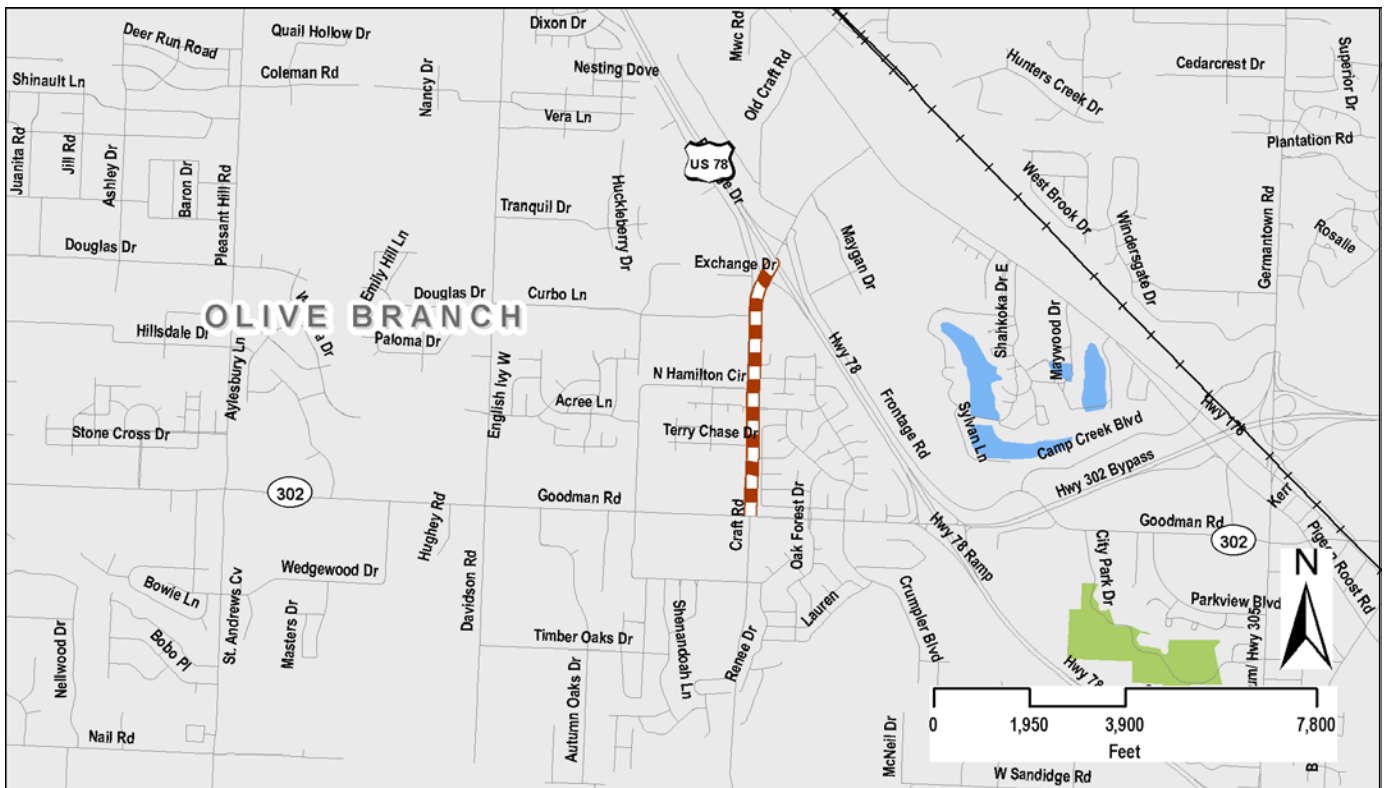 Dixon Dr
Mwc Rd
Quail Hollow Dr
Deer Run Road
Superior Dr
Cedarcrest Dr
Nesting Dove
Coleman Rd
Shinault Ln
Nancy Dr
Old Craft Rd
Hunters Creek Dr
Vera Ln
Plantation Rd
Juanita Rd
Jill Rd
Ashley Dr
Baron Dr
Pleasant Hill Rd
US 78
Huckleberry Dr
Tranquil Dr
West Brook Dr
Windersgate Dr
Germantown Rd
Rosalie
Maygan Dr
Douglas Dr
Emily Hill Ln
Exchange Dr
Douglas Dr
Curbo Ln
OLIVE BRANCH
Shahkoka Dr E
Maywood Dr
Hillsdale Dr
Paloma Dr
Hwy 78
Aylesbury Ln
English Ivy W
N Hamilton Cir
Acree Ln
Frontage Rd
Sylvan Ln
Hwy 178
Stone Cross Dr
Terry Chase Dr
Camp Creek Blvd
Hwy 302 Bypass
302
Goodman Rd
Hughey Rd
Craft Rd
Oak Forest Dr
Kerr
Goodman Rd
302
Hwy 78 Ramp
City Park Dr
Pigeon Roost Rd
N
Wedgewood Dr
Bowie Ln
Davidson Rd
Crumpler Blvd
Parkview Blvd
St. Andrews Cv
Masters Dr
Shenandoah Ln
Lauren
Nellwood Dr
Bobo Pl
Timber Oaks Dr
Renee Dr
Hwy 78
Hwy 305
Autumn Oaks Dr
0 1,950 3,900 7,800
Feet
Nail Rd
McNeil Dr
W Sandidge Rd